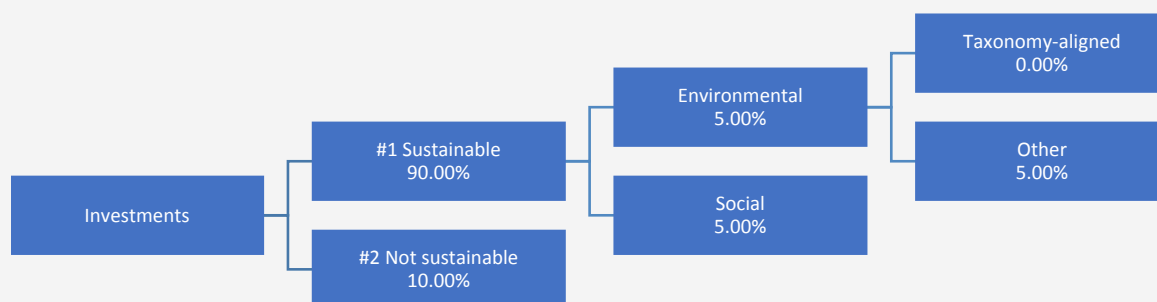 Investments
#1 Sustainable
90.00%
#2 Not sustainable
10.00%
Environmental
5.00%
Social
5.00%
Taxonomy-aligned
0.00%
Other
5.00%